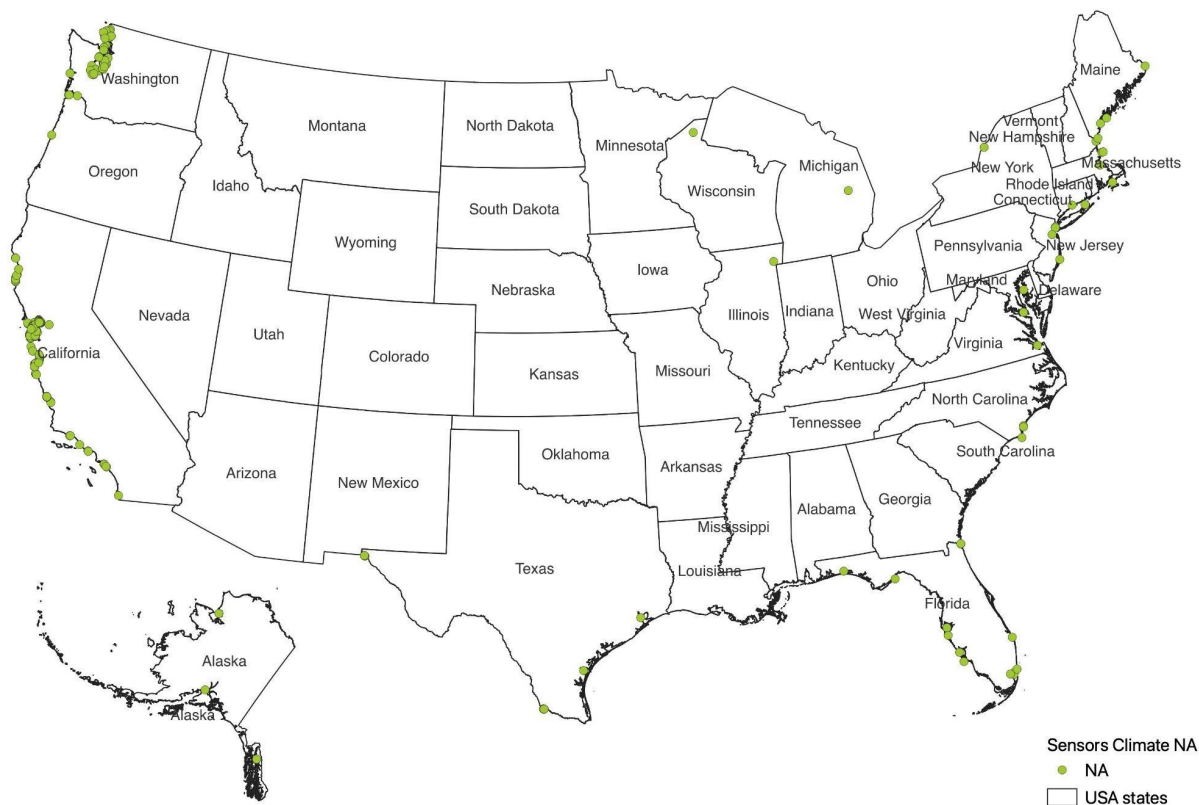 Maine
Washington
Vermont
Montana
North Dakota
New Hampshire
Minnesota
Massachusetts
Michigan
New York
Oregon
Idaho
Rhode Island
Wisconsin
Connecticut
South Dakota
Wyoming
Pennsylvania
New Jersey
Iowa
Ohio
Maryland
Nebraska
Delaware
Nevada
Illinois
Indiana
West Virginia
Utah
Virginia
California
Colorado
Kentucky
Kansas
Missouri
North Carolina
Tennessee
South Carolina
Oklahoma
Arkansas
Arizona
New Mexico
Georgia
Alabama
Mississippi
Texas
Louisiana
Florida
Alaska
Alaska
Sensors Climate NA
NA
USA states